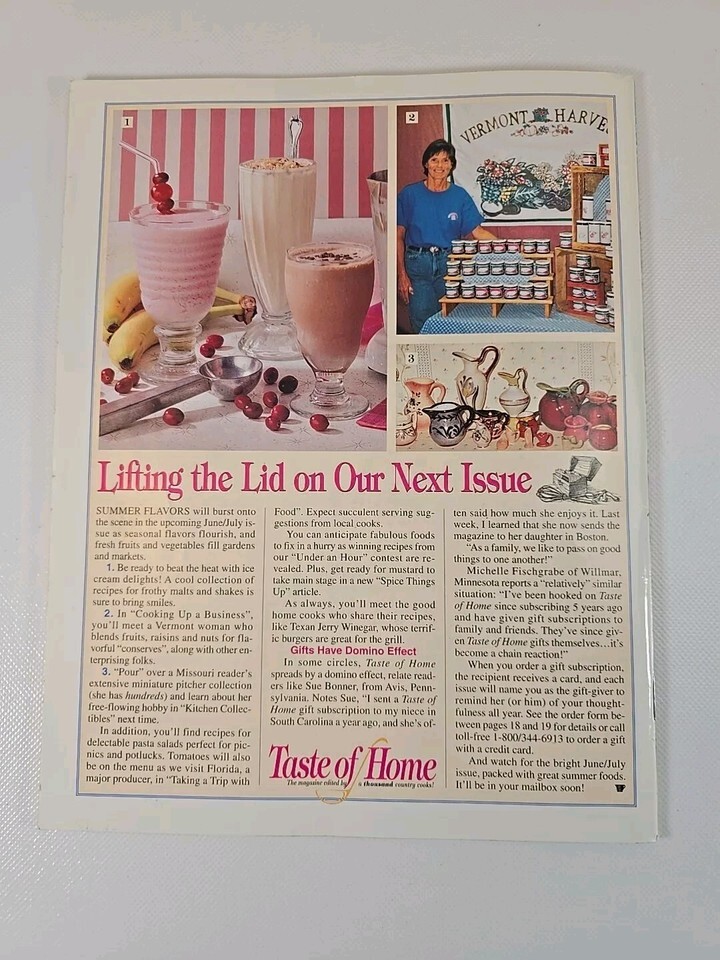 1
2
VERMONT HARVE
3
Lifting the Lid on Our Next Issue
SUMMER FLAVORS will burst onto
the scene in the upcoming June/July is-
sue as seasonal flavors flourish, and
fresh fruits and vegetables fill gardens
and markets.
1. Be ready to beat the heat with ice
cream delights! A cool collection of
recipes for frothy malts and shakes is
sure to bring smiles.
2. In “Cooking Up a Business”,
you’ll meet a Vermont woman who
blends fruits, raisins and nuts for fla-
vorful “conserves”, along with other en-
terprising folks.
3. “Pour” over a Missouri reader’s
extensive miniature pitcher collection
(she has hundreds) and learn about her
free-flowing hobby in “Kitchen Collec-
tibles” next time.
In addition, you’ll find recipes for
delectable pasta salads perfect for pic-
nics and potlucks. Tomatoes will also
be on the menu as we visit Florida, a
major producer, in “Taking a Trip with
Food”. Expect succulent serving sug-
gestions from local cooks.
You can anticipate fabulous foods
to fix in a hurry as winning recipes from
our “Under an Hour” contest are re-
vealed. Plus, get ready for mustard to
take main stage in a new “Spice Things
Up” article.
As always, you’ll meet the good
home cooks who share their recipes,
like Texan Jerry Winegar, whose terrif-
ic burgers are great for the grill.
Gifts Have Domino Effect
In some circles, Taste of Home
spreads by a domino effect, relate read-
ers like Sue Bonner, from Avis, Penn-
sylvania. Notes Sue, “I sent a Taste of
Home gift subscription to my niece in
South Carolina a year ago, and she’s of-
Taste of Home
The magazine edited by a thousand country cooks!
ten said how much she enjoys it. Last
week, I learned that she now sends the
magazine to her daughter in Boston.
“As a family, we like to pass on good
things to one another!”
Michelle Fischgrabe of Willmar,
Minnesota reports a “relatively” similar
situation: “I’ve been hooked on Taste
of Home since subscribing 5 years ago
and have given gift subscriptions to
family and friends. They’ve since giv-
en Taste of Home gifts themselves...it’s
become a chain reaction!”
When you order a gift subscription,
the recipient receives a card, and each
issue will name you as the gift-giver to
remind her (or him) of your thought-
fulness all year. See the order form be-
tween pages 18 and 19 for details or call
toll-free 1-800/344-6913 to order a gift
with a credit card.
And watch for the bright June/July
issue, packed with great summer foods.
It’ll be in your mailbox soon!